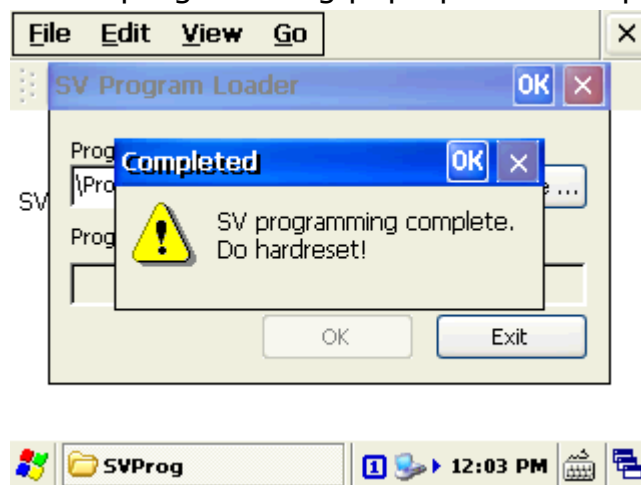 File Edit View Go
SV Program Loader OK
Prog
Completed OK
\Pro
...
SV
SV programming complete.
Do hardreset!
Prog
OK Exit
SVProg 1 12:03 PM